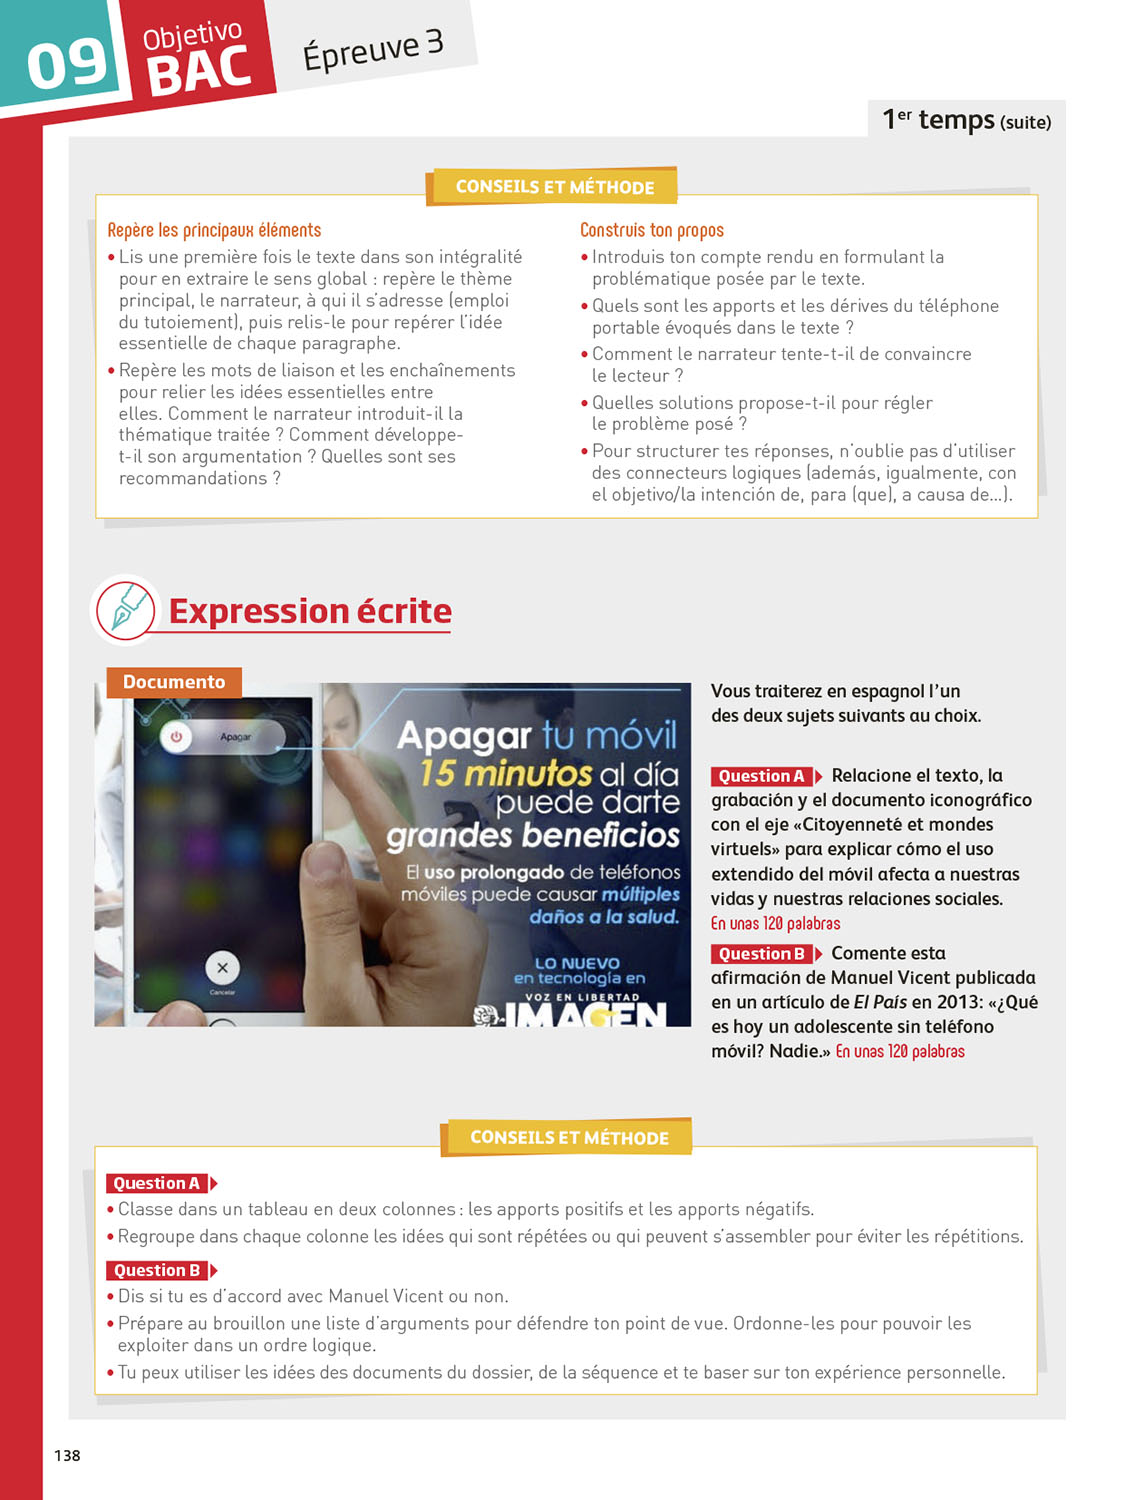 09
Objetivo
BAC
Épreuve 3
1er temps (suite)
CONSEILS ET MÉTHODE
Repère les principaux éléments
• Lis une première fois le texte dans son intégralité
pour en extraire le sens global : repère le thème
principal, le narrateur, à qui il s'adresse (emploi
du tutoiement), puis relis-le pour repérer l'idée
essentielle de chaque paragraphe.
• Repère les mots de liaison et les enchaînements
pour relier les idées essentielles entre
elles. Comment le narrateur introduit-il la
thématique traitée ? Comment développe-
t-il son argumentation ? Quelles sont ses
recommandations ?
Construis ton propos
• Introduis ton compte rendu en formulant la
problématique posée par le texte.
• Quels sont les apports et les dérives du téléphone
portable évoqués dans le texte ?
• Comment le narrateur tente-t-il de convaincre
le lecteur ?
• Quelles solutions propose-t-il pour régler
le problème posé ?
• Pour structurer tes réponses, n'oublie pas d'utiliser
des connecteurs logiques (además, igualmente, con
el objetivo/la intención de, para (que), a causa de...).
Expression écrite
Documento
Apagar
Cancelar
Apagar tu móvil
15 minutos al día
puede darte
grandes beneficios
El uso prolongado de teléfonos
móviles puede causar múltiples
daños a la salud.
LO NUEVO
en tecnología en
VOZ EN LIBERTAD
IMAGEN
Vous traiterez en espagnol l'un
des deux sujets suivants au choix.
Question A Relacione el texto, la
grabación y el documento iconográfico
con el eje «Citoyenneté et mondes
virtuels» para explicar cómo el uso
extendido del móvil afecta a nuestras
vidas y nuestras relaciones sociales.
En unas 120 palabras
Question B Comente esta
afirmación de Manuel Vicent publicada
en un artículo de El País en 2013: «¿Qué
es hoy un adolescente sin teléfono
móvil? Nadie.» En unas 120 palabras
CONSEILS ET MÉTHODE
Question A
• Classe dans un tableau en deux colonnes : les apports positifs et les apports négatifs.
• Regroupe dans chaque colonne les idées qui sont répétées ou qui peuvent s'assembler pour éviter les répétitions.
Question B
• Dis si tu es d'accord avec Manuel Vicent ou non.
• Prépare au brouillon une liste d'arguments pour défendre ton point de vue. Ordonne-les pour pouvoir les
exploiter dans un ordre logique.
• Tu peux utiliser les idées des documents du dossier, de la séquence et te baser sur ton expérience personnelle.
138